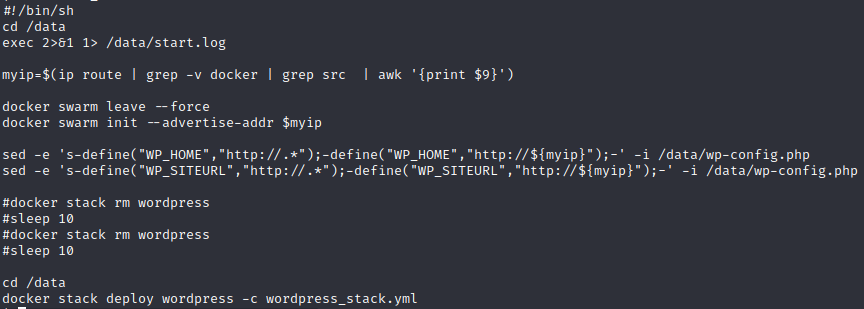 #!/bin/sh
cd /data
exec 2>&1 1> /data/start.log
myip=$(ip route | grep -v docker | grep src  | awk '{print $9}')
docker swarm leave --force
docker swarm init --advertise-addr $myip
sed -e 's-define("WP_HOME","http://.*");-define("WP_HOME","http://${myip}");-' -i /data/wp-config.php
sed -e 's-define("WP_SITEURL","http://.*");-define("WP_SITEURL","http://${myip}");-' -i /data/wp-config.php
#docker stack rm wordpress
#sleep 10
#docker stack rm wordpress
#sleep 10
cd /data
docker stack deploy wordpress -c wordpress_stack.yml